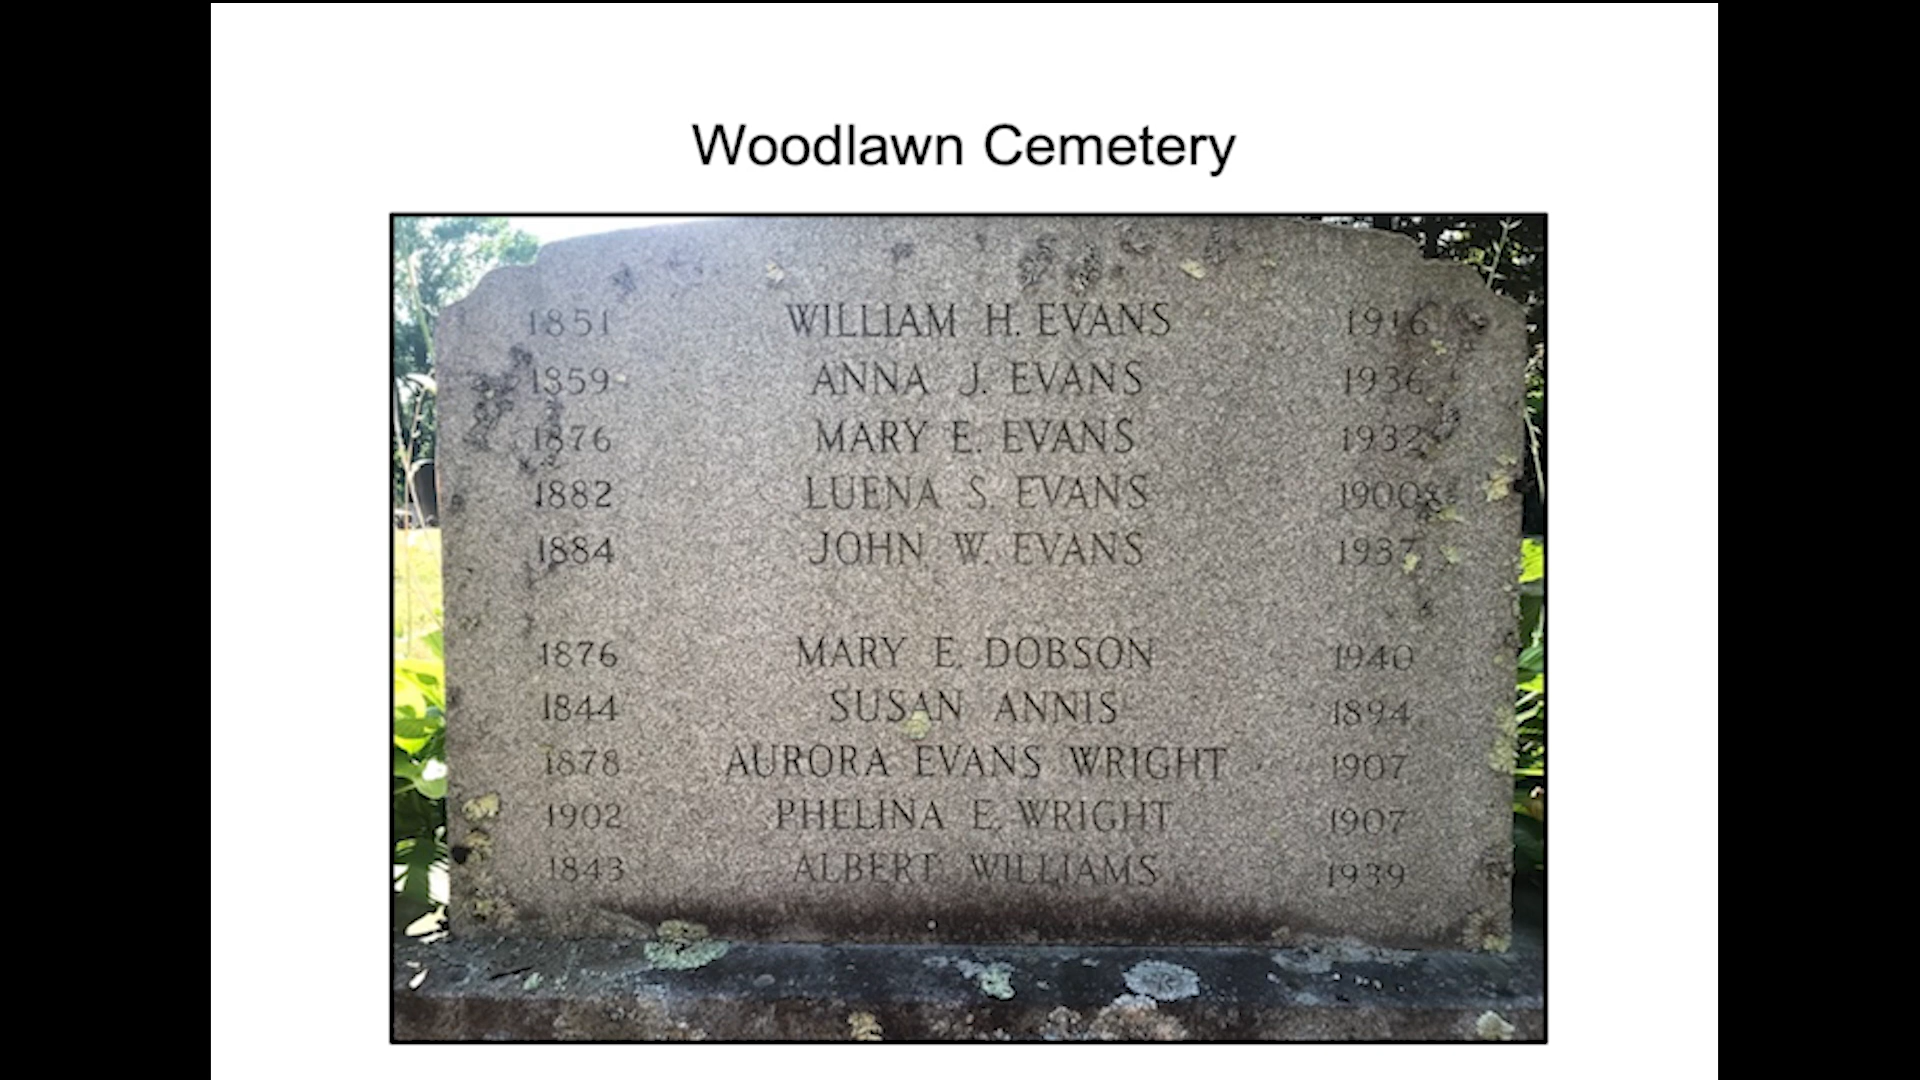 Woodlawn Cemetery
1851 WILLIAM H. EVANS 1916
1859 ANNA J. EVANS 1936
1876 MARY E. EVANS 1932
1882 LUENA S. EVANS 1900
1884 JOHN W. EVANS 1937
1876 MARY E. DOBSON 1940
1844 SUSAN ANNIS 1894
1878 AURORA EVANS WRIGHT 1907
1902 PHELINA E. WRIGHT 1907
1843 ALBERT WILLIAMS 1939